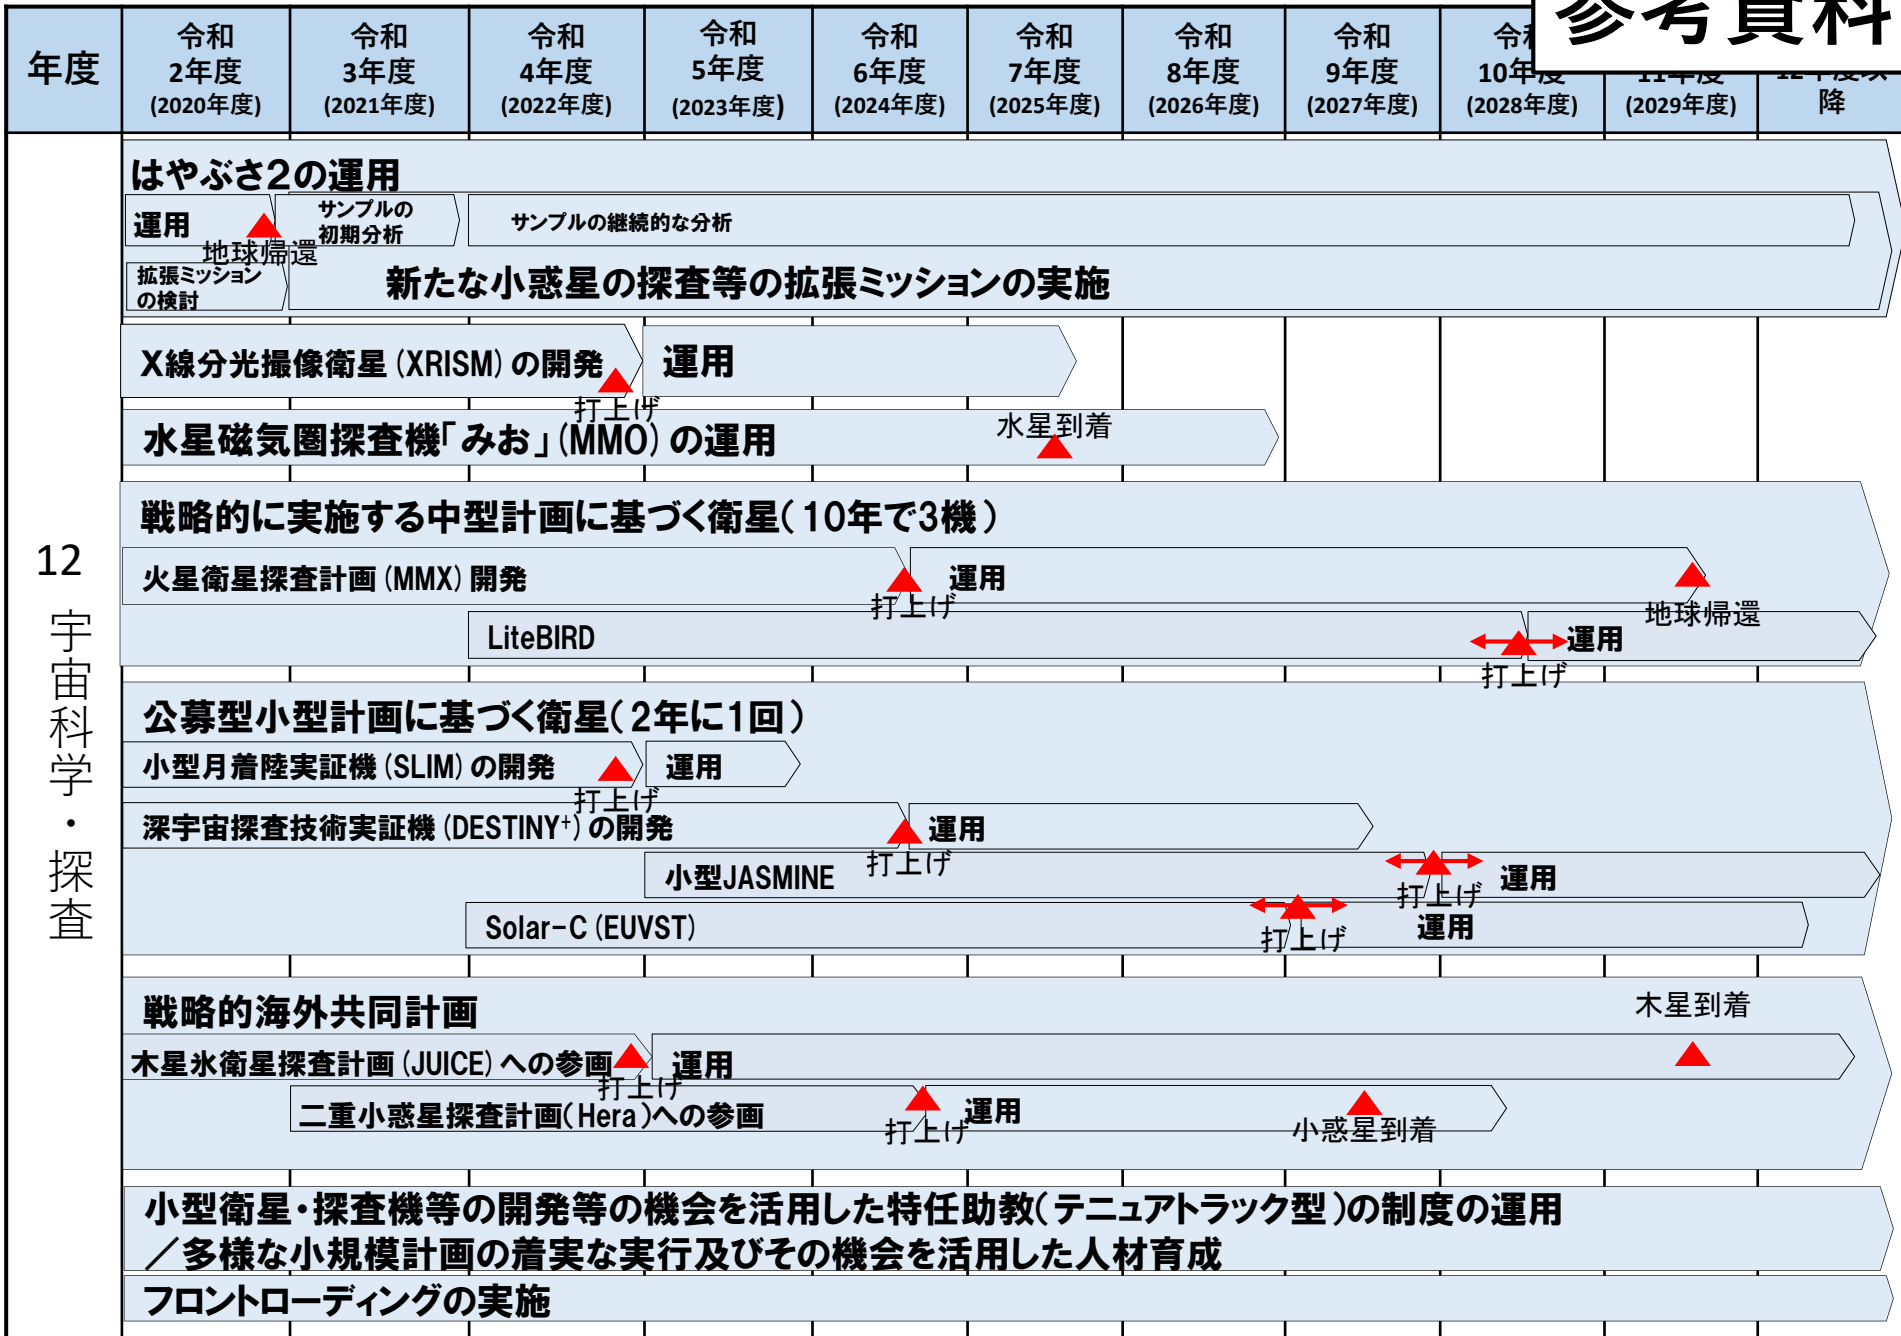 参考資料
年度
令和
2年度
(2020年度)
令和
3年度
(2021年度)
令和
4年度
(2022年度)
令和
5年度
(2023年度)
令和
6年度
(2024年度)
令和
7年度
(2025年度)
令和
8年度
(2026年度)
令和
9年度
(2027年度)
令和
10年度
(2028年度)
11年度
(2029年度)
12年度以
降
12
宇宙科学・探査
はやぶさ2の運用
運用
地球帰還
サンプルの
初期分析
サンプルの継続的な分析
拡張ミッション
の検討
新たな小惑星の探査等の拡張ミッションの実施
X線分光撮像衛星(XRISM)の開発
打上げ
運用
水星磁気圏探査機「みお」(MMO)の運用
水星到着
戦略的に実施する中型計画に基づく衛星(10年で3機)
火星衛星探査計画(MMX)開発
打上げ
運用
地球帰還
LiteBIRD
打上げ
運用
公募型小型計画に基づく衛星(2年に1回)
小型月着陸実証機(SLIM)の開発
打上げ
運用
深宇宙探査技術実証機(DESTINY+)の開発
打上げ
運用
小型JASMINE
打上げ
運用
Solar-C(EUVST)
打上げ
運用
戦略的海外共同計画
木星到着
木星氷衛星探査計画(JUICE)への参画
打上げ
運用
二重小惑星探査計画(Hera)への参画
打上げ
運用
小惑星到着
小型衛星・探査機等の開発等の機会を活用した特任助教(テニュアトラック型)の制度の運用
/多様な小規模計画の着実な実行及びその機会を活用した人材育成
フロントローディングの実施